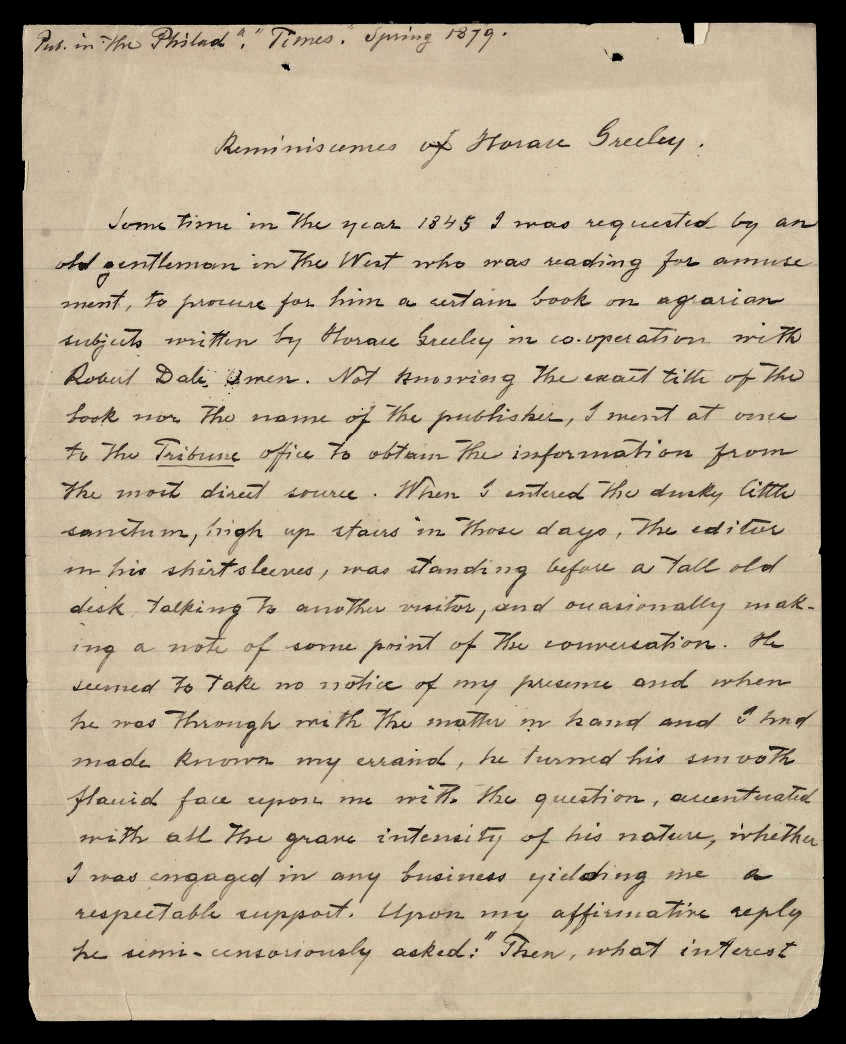 Pub. in the Philad". "Times." Spring 1879.
Reminiscences of Horace Greeley.
Some time in the year 1845 I was requested by an
old gentleman in the West who was reading for amuse
ment, to procure for him a certain book on agrarian
subjects written by Horace Greeley in co-operation with
Robert Dale Owen. Not knowing the exact title of the
book nor the name of the publisher, I went at once
to the Tribune office to obtain the information from
the most direct source. When I entered the dusky little
sanctum, high up stairs in those days, the editor
in his shirtsleeves, was standing before a tall old
desk talking to another visitor, and occasionally mak-
ing a note of some point of the conversation. He
seemed to take no notice of my presence and when
he was through with the matter in hand and I had
made known my errand, he turned his smooth
flaccid face upon me with the question, accentuated
with all the grave intensity of his nature, whether
I was engaged in any business yielding me a
respectable support. Upon my affirmative reply
he semi-censoriously asked: "Then, what interest